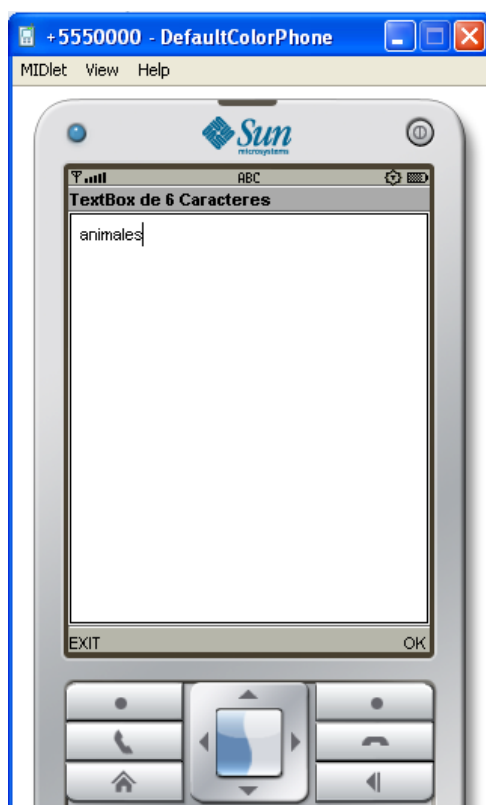 +5550000 - DefaultColorPhone
MIDlet View Help
Sun
microsystems
ABC
TextBox de 6 Caracteres
animales
EXIT OK